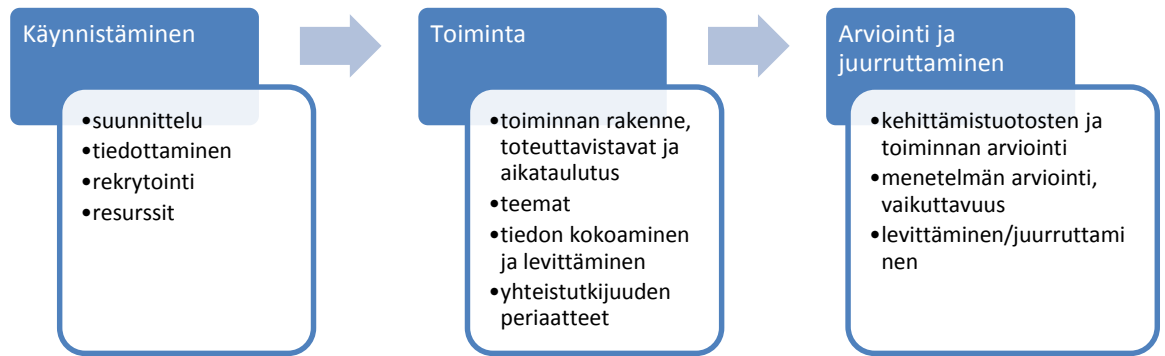 Käynnistäminen
•suunnittelu
•tiedottaminen
•rekrytointi
•resurssit
Toiminta
•toiminnan rakenne,
toteuttavistavat ja
aikataulutus
•teemat
•tiedon kokoaminen
ja levittäminen
•yhteistutkijuuden
periaatteet
Arviointi ja
juurruttaminen
•kehittämistuotosten ja
toiminnan arviointi
•menetelmän arviointi,
vaikuttavuus
•levittäminen/juurruttami
nen